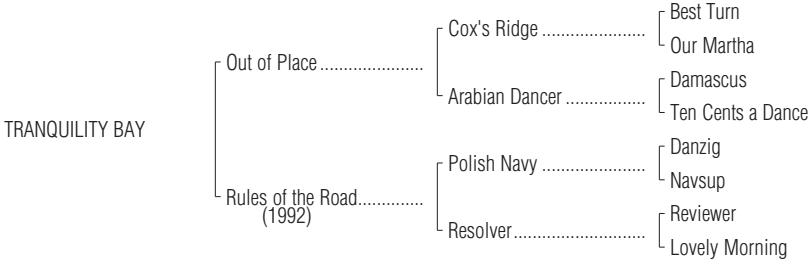 Best Turn
Cox's Ridge ......................
Our Martha
Out of Place ......................
Damascus
Arabian Dancer .................
Ten Cents a Dance
TRANQUILITY BAY
Danzig
Polish Navy ......................
Navsup
Rules of the Road..............
(1992)
Reviewer
Resolver............................
Lovely Morning